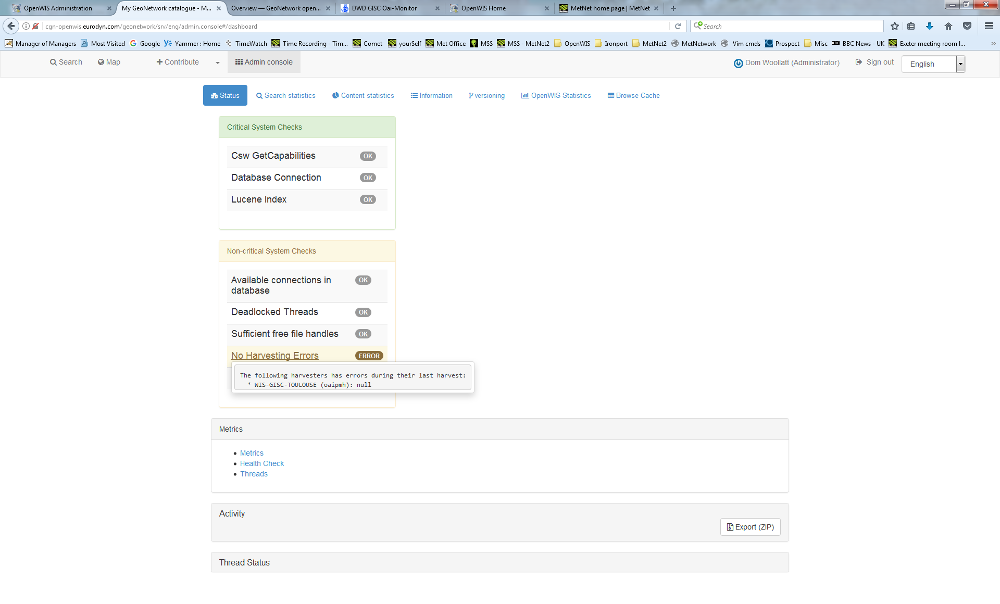 OpenWIS Administration
My GeoNetwork catalogue - M...
Overview — GeoNetwork open...
DWD GISC Oai-Monitor
OpenWIS Home
MetNet home page | MetNet
cgn-openwis.eurodyn.com/geonetwork/srv/eng/admin.console#/dashboard
Search
Manager of Managers
Most Visited
Google
Yammer : Home
TimeWatch
Time Recording - Tim...
Comet
yourSelf
Met Office
MSS
MSS - MetNet2
OpenWIS
Ironport
MetNet2
MetNetwork
Vim cmds
Prospect
Misc
BBC News - UK
Exeter meeting room l...
Search
Map
Contribute
Admin console
Dom Woollatt (Administrator)
Sign out
English
Status
Search statistics
Content statistics
Information
versioning
OpenWIS Statistics
Browse Cache
Critical System Checks
Csw GetCapabilities OK
Database Connection OK
Lucene Index OK
Non-critical System Checks
Available connections in OK
database
Deadlocked Threads OK
Sufficient free file handles OK
No Harvesting Errors ERROR
The following harvesters has errors during their last harvest:
* WIS-GISC-TOULOUSE (oaipmh): null
Metrics
• Metrics
• Health Check
• Threads
Activity
Export (ZIP)
Thread Status